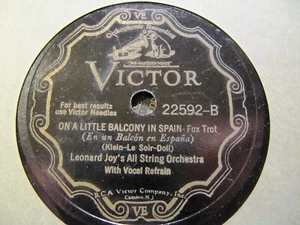 VE
Orthophonic Recording
"HIS MASTER'S VOICE"
VICTOR
For best results
use Victor Needles
22592-B
ON A LITTLE BALCONY IN SPAIN-Fox Trot
(En un Balcón en España)
(Klein-Le Soir-Doll)
Leonard Joy's All String Orchestra
With Vocal Refrain
RCA Victor Company, Inc.
Camden, N.J.
VE